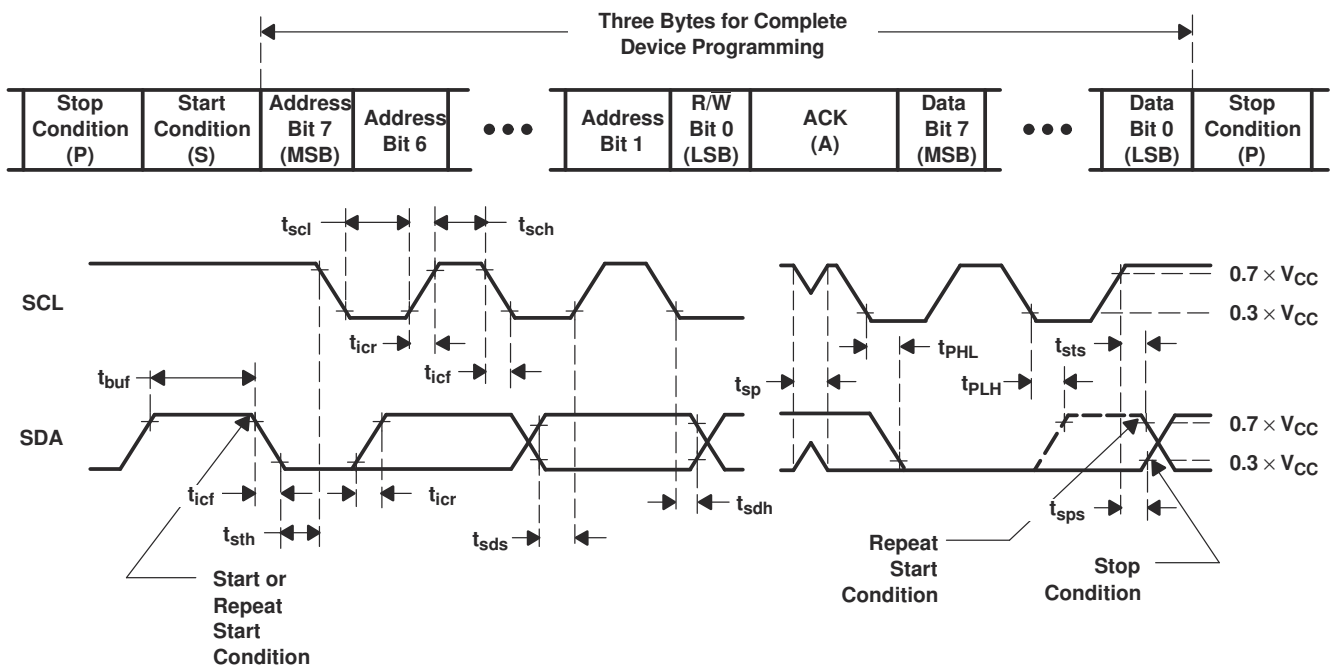 Three Bytes for Complete
Device Programming
Stop
Condition
(P)
Start
Condition
(S)
Address
Bit 7
(MSB)
Address
Bit 6
•••
Address
Bit 1
R/W̅
Bit 0
(LSB)
ACK
(A)
Data
Bit 7
(MSB)
•••
Data
Bit 0
(LSB)
Stop
Condition
(P)
tscl
tsch
0.7 × VCC
SCL
0.3 × VCC
ticr
tPHL
tsts
tbuf
ticf
tsp
tPLH
SDA
0.7 × VCC
0.3 × VCC
ticf
ticr
tsdh
tsps
tsth
tsds
Repeat
Start
Condition
Stop
Condition
Start or
Repeat
Start
Condition